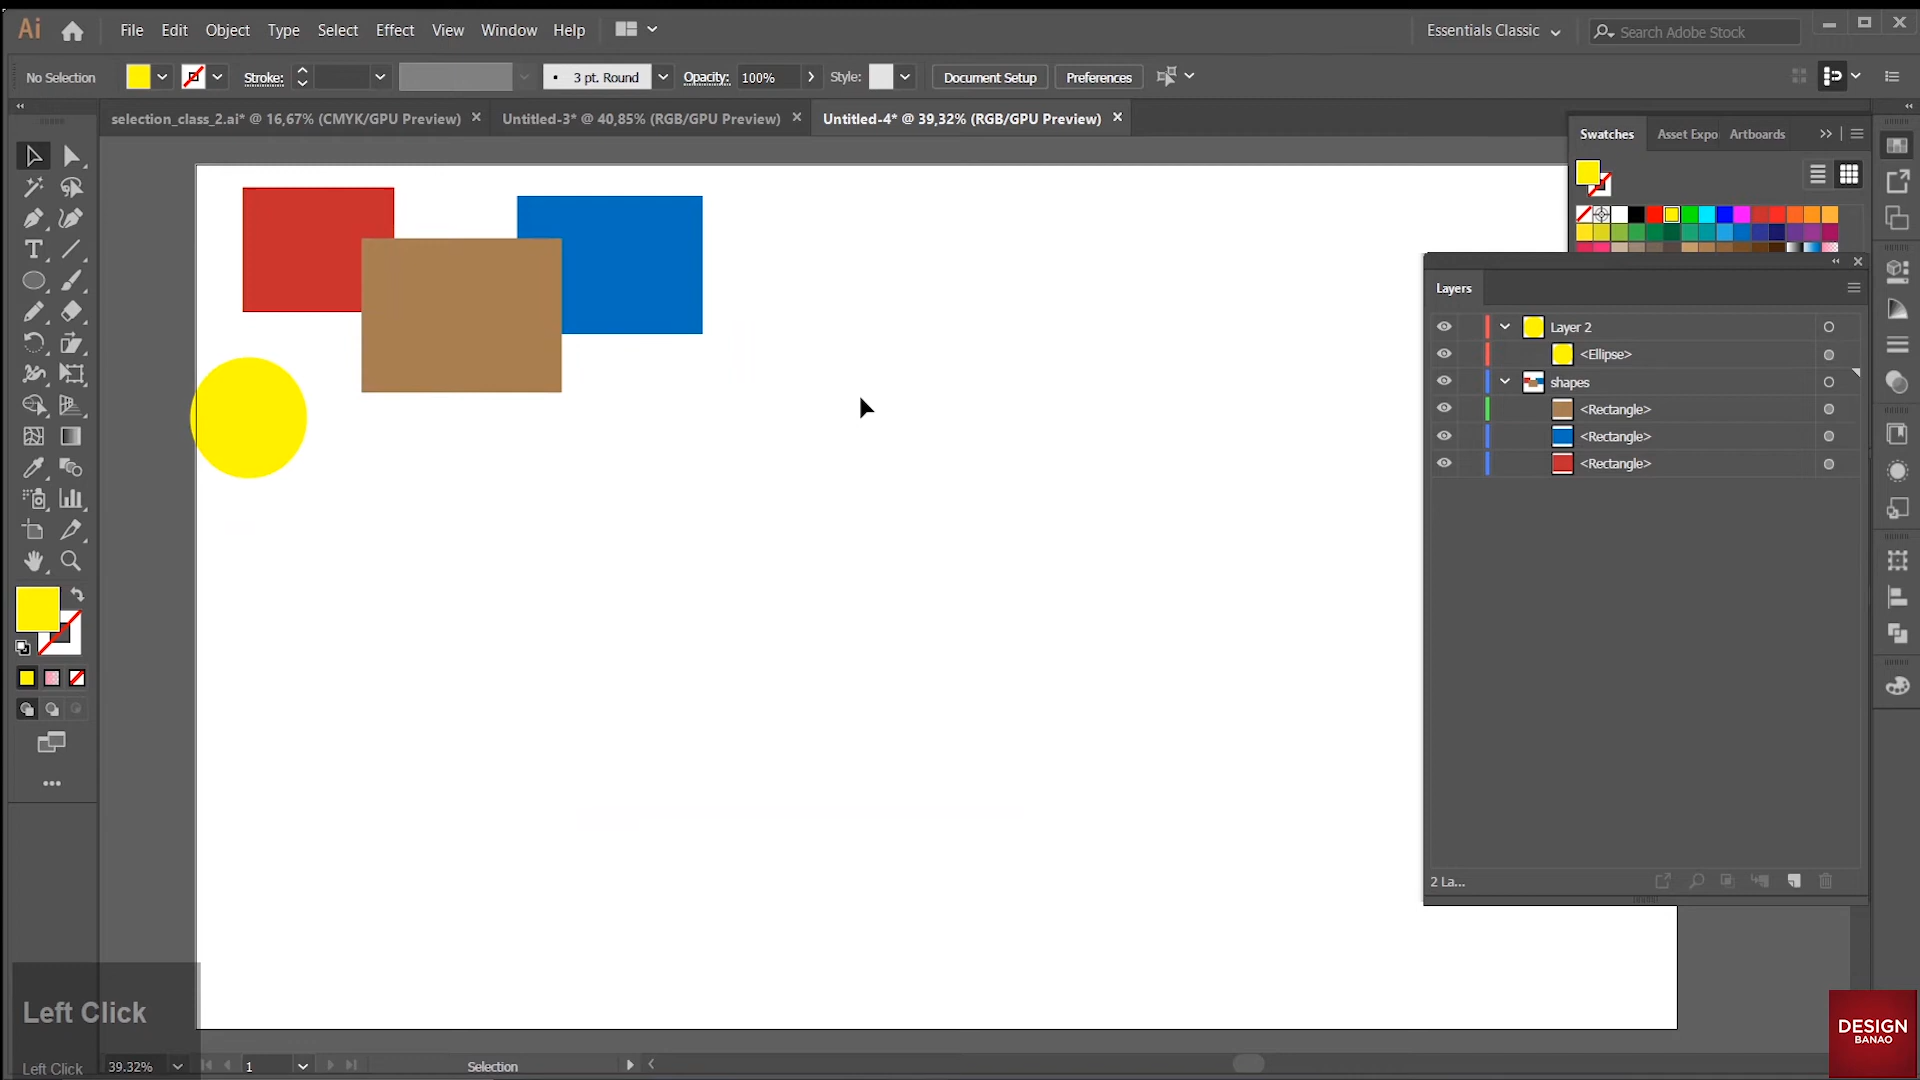 Ai File Edit Object Type Select Effect View Window Help Essentials Classic Search Adobe Stock
No Selection Stroke: 3 pt. Round Opacity: 100% Style: Document Setup Preferences
selection_class_2.ai* @ 16,67% (CMYK/GPU Preview) Untitled-3* @ 40,85% (RGB/GPU Preview) Untitled-4* @ 39,32% (RGB/GPU Preview)
Swatches Asset Expo Artboards
Layers
Layer 2
<Ellipse>
shapes
<Rectangle>
<Rectangle>
<Rectangle>
2 La...
Left Click
Left Click
39.32% 1 Selection
DESIGN
BANAO